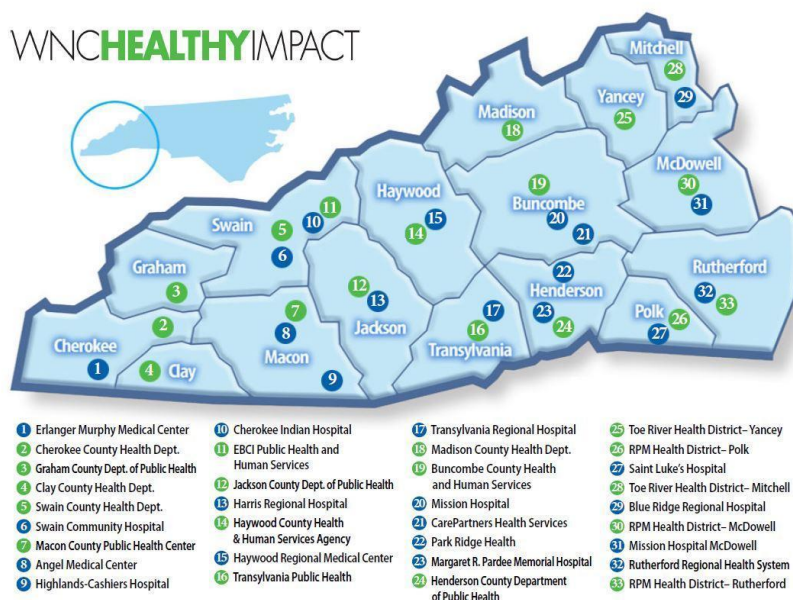 WNCHEALTHYIMPACT
Mitchell
28
29
Yancey
25
Madison
18
McDowell
30
31
Haywood
15
14
19
Buncombe
20
21
Swain
11
10
5
6
Graham
3
12
13
Jackson
22
Henderson
23
24
Rutherford
32
33
Polk
26
27
17
16
Transylvania
7
8
Macon
9
2
Cherokee
1
4
Clay
1 Erlanger Murphy Medical Center
2 Cherokee County Health Dept.
3 Graham County Dept. of Public Health
4 Clay County Health Dept.
5 Swain County Health Dept.
6 Swain Community Hospital
7 Macon County Public Health Center
8 Angel Medical Center
9 Highlands-Cashiers Hospital
10 Cherokee Indian Hospital
11 EBCI Public Health and
Human Services
12 Jackson County Dept. of Public Health
13 Harris Regional Hospital
14 Haywood County Health
& Human Services Agency
15 Haywood Regional Medical Center
16 Transylvania Public Health
17 Transylvania Regional Hospital
18 Madison County Health Dept.
19 Buncombe County Health
and Human Services
20 Mission Hospital
21 CarePartners Health Services
22 Park Ridge Health
23 Margaret R. Pardee Memorial Hospital
24 Henderson County Department
of Public Health
25 Toe River Health District– Yancey
26 RPM Health District– Polk
27 Saint Luke's Hospital
28 Toe River Health District– Mitchell
29 Blue Ridge Regional Hospital
30 RPM Health District– McDowell
31 Mission Hospital McDowell
32 Rutherford Regional Health System
33 RPM Health District– Rutherford